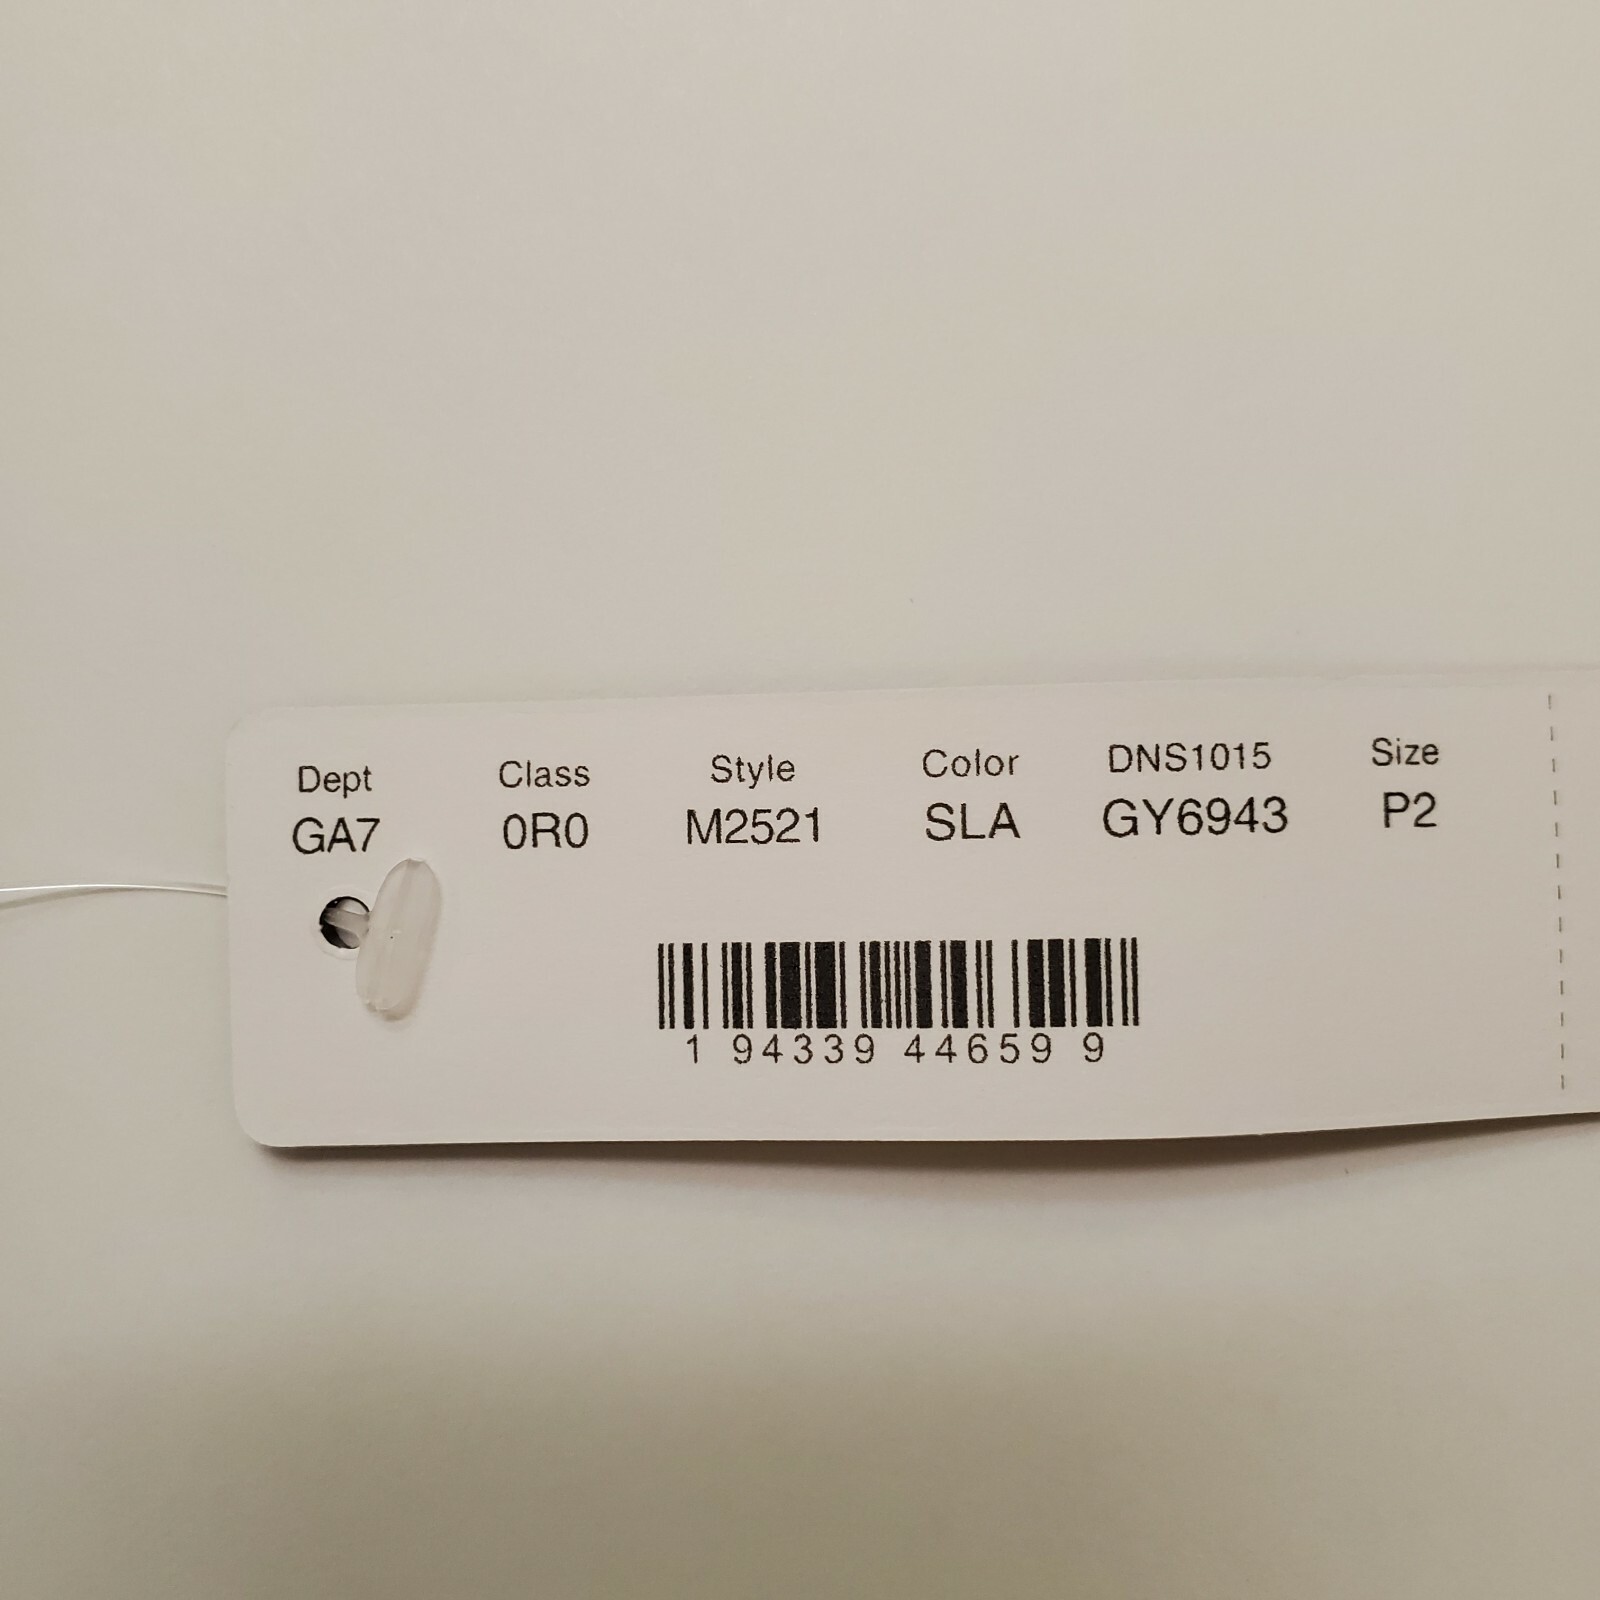 Dept Class Style Color DNS1015 Size
GA7 0R0 M2521 SLA GY6943 P2
1 94339 44659 9